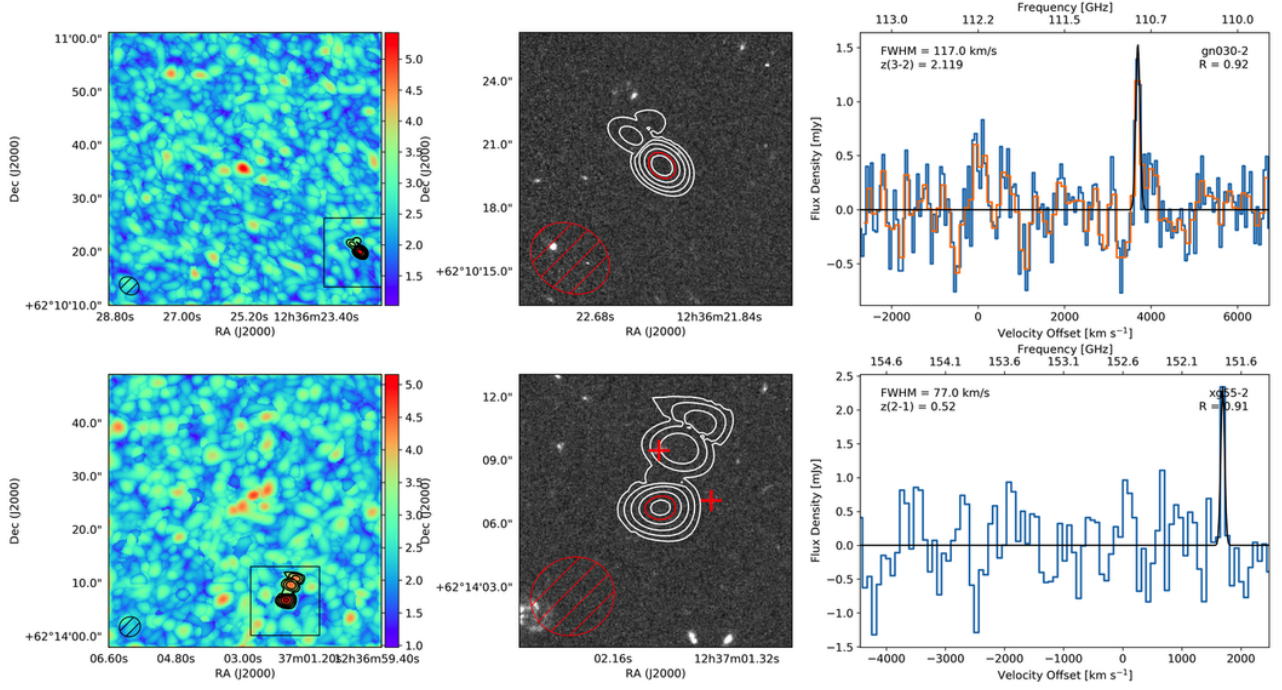 11'00.0"
50.0"
40.0"
30.0"
20.0"
+62°10'10.0"
Dec (J2000)
28.80s 27.00s 25.20s 12h36m23.40s
RA (J2000)
5.0
4.5
4.0
3.5
3.0
2.5
2.0
1.5
Dec (J2000)
24.0"
21.0"
18.0"
+62°10'15.0"
22.68s 12h36m21.84s
RA (J2000)
Frequency [GHz]
113.0 112.2 111.5 110.7 110.0
FWHM = 117.0 km/s
z(3-2) = 2.119
gn030-2
R = 0.92
1.5
1.0
0.5
0.0
−0.5
Flux Density [mJy]
−2000 0 2000 4000 6000
Velocity Offset [km s⁻¹]
40.0"
30.0"
20.0"
10.0"
+62°14'00.0"
Dec (J2000)
06.60s 04.80s 03.00s 37m01.20s 12h36m59.40s
RA (J2000)
5.0
4.5
4.0
3.5
3.0
2.5
2.0
1.5
1.0
Dec (J2000)
12.0"
09.0"
06.0"
+62°14'03.0"
02.16s 12h37m01.32s
RA (J2000)
Frequency [GHz]
154.6 154.1 153.6 153.1 152.6 152.1 151.6
FWHM = 77.0 km/s
z(2-1) = 0.52
xg55-2
R = 0.91
2.5
2.0
1.5
1.0
0.5
0.0
−0.5
−1.0
−1.5
Flux Density [mJy]
−4000 −3000 −2000 −1000 0 1000 2000
Velocity Offset [km s⁻¹]